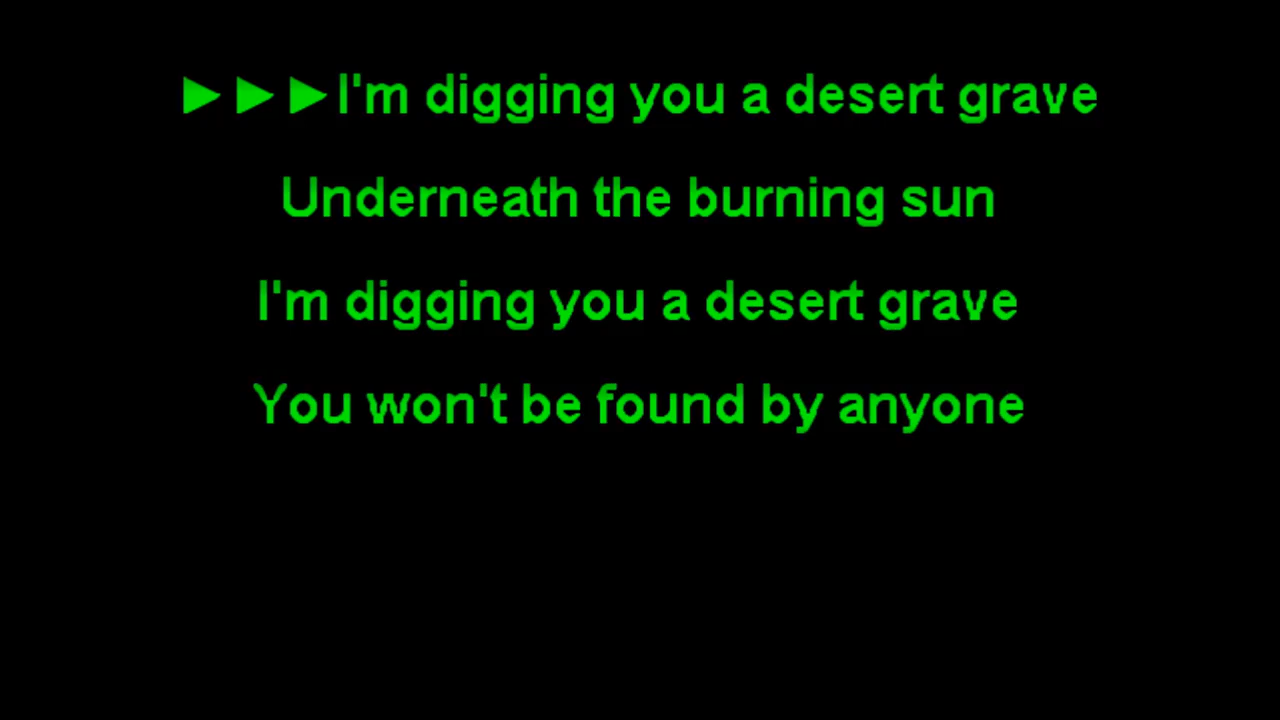 ►►►I'm digging you a desert grave
Underneath the burning sun
I'm digging you a desert grave
You won't be found by anyone